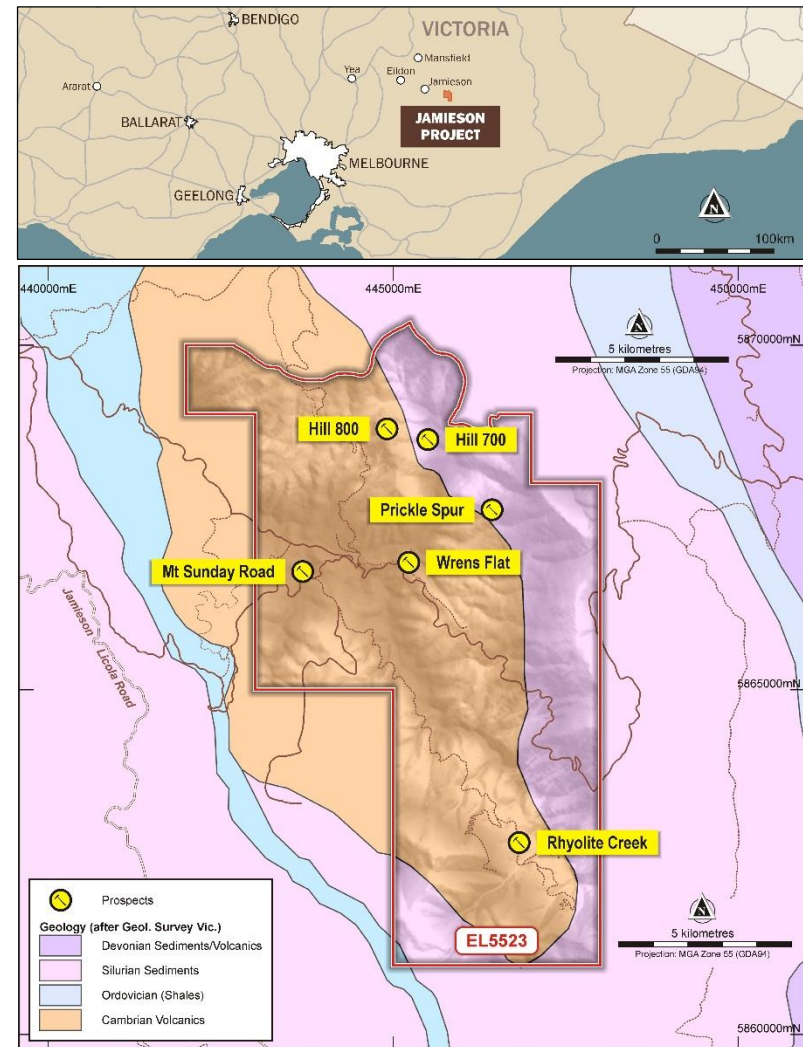 BENDIGO
VICTORIA
Mansfield
Yea
Eildon
Ararat
Jamieson
JAMIESON
PROJECT
BALLARAT
MELBOURNE
GEELONG
N
0 100km
440000mE
445000mE
450000mE
N
5870000mN
5 kilometres
Projection: MGA Zone 55 (GDA94)
Hill 800
Hill 700
Prickle Spur
Wrens Flat
Mt Sunday Road
Jamieson
Licola Road
5865000mN
Rhyolite Creek
Prospects
Geology (after Geol. Survey Vic.)
Devonian Sediments/Volcanics
Silurian Sediments
Ordovician (Shales)
Cambrian Volcanics
EL5523
N
5 kilometres
Projection: MGA Zone 55 (GDA94)
5860000mN